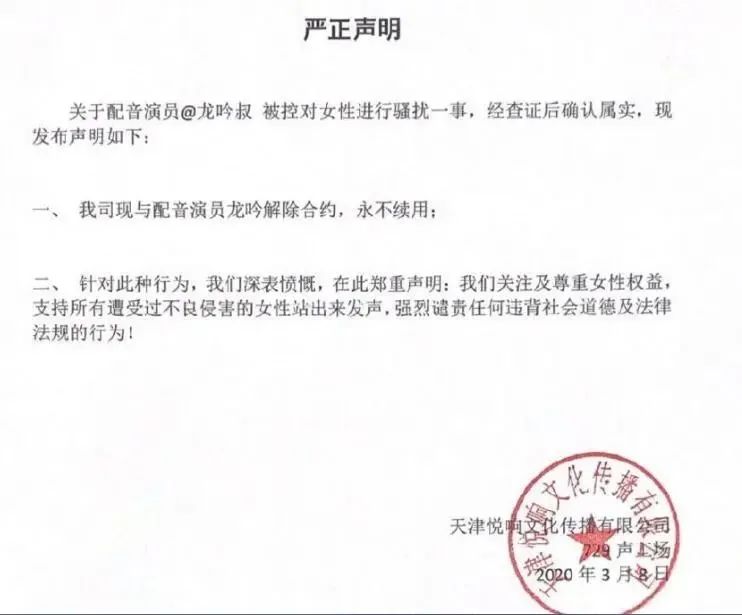 严正声明
关于配音演员@龙吟叔 被控对女性进行骚扰一事，经查证后确认属实，现
发布声明如下：
一、 我司现与配音演员龙吟解除合约，永不续用；
二、 针对此种行为，我们深表愤慨，在此郑重声明：我们关注及尊重女性权益，
支持所有遭受过不良侵害的女性站出来发声，强烈谴责任何违背社会道德及法律
法规的行为！
天津悦响文化传播有限公司
天津悦响文化传播有限公司
729 声工场
2020 年 3 月 8 日